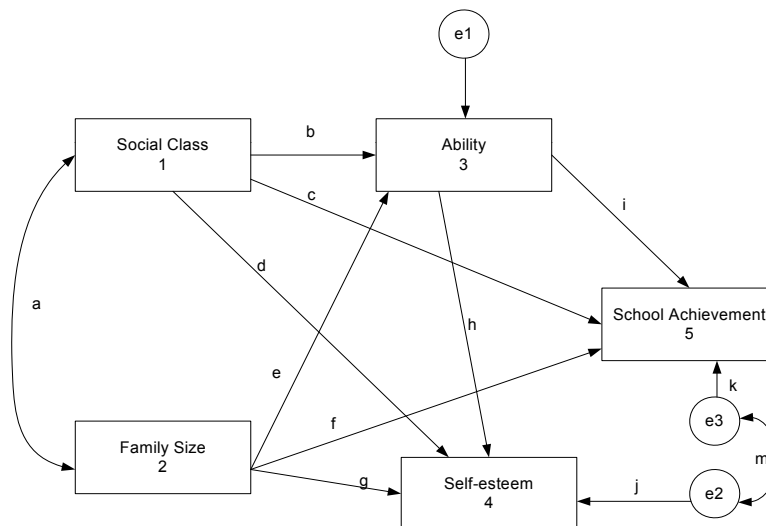 e1
Social Class
1
b
Ability
3
c
i
d
a
h
School Achievement
5
e
f
k
e3
Family Size
2
g
Self-esteem
4
j
e2
m